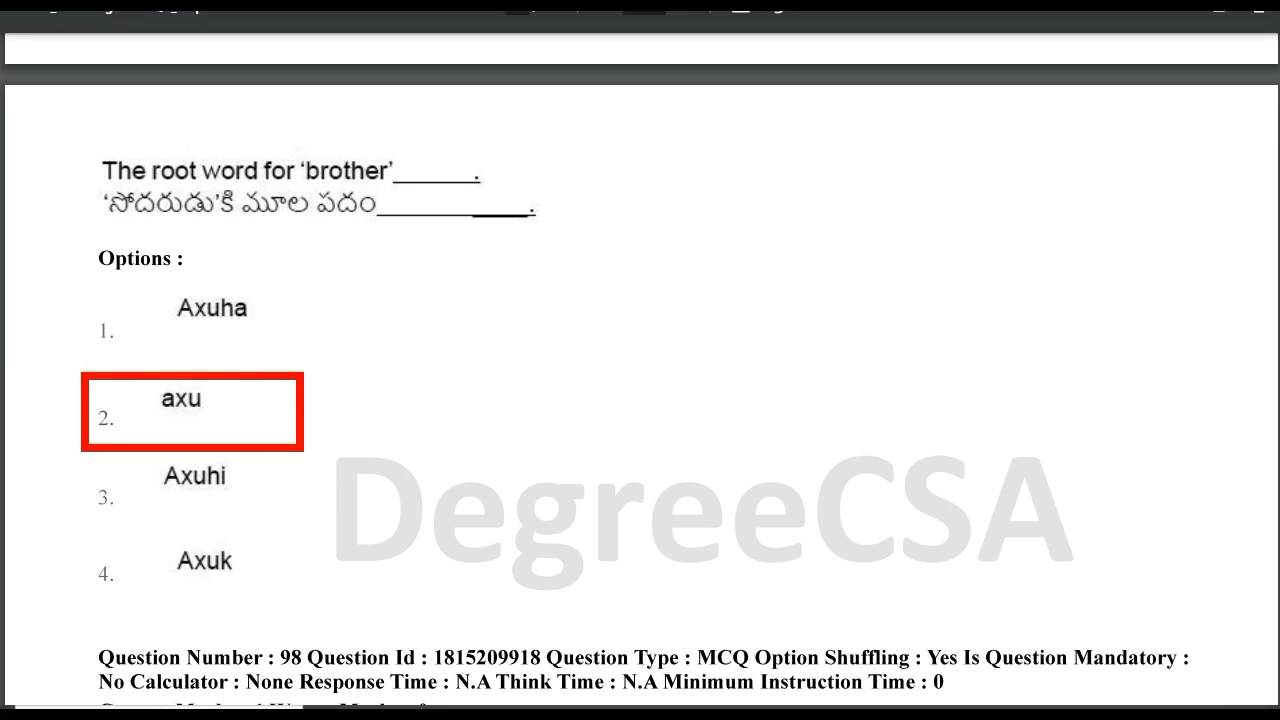 The root word for ‘brother’______.
‘సోదరుడు’కి మూల పదం___________.
Options :
Axuha
1.
axu
2.
Axuhi
3.
Axuk
4.
DegreeCSA
Question Number : 98 Question Id : 1815209918 Question Type : MCQ Option Shuffling : Yes Is Question Mandatory :
No Calculator : None Response Time : N.A Think Time : N.A Minimum Instruction Time : 0